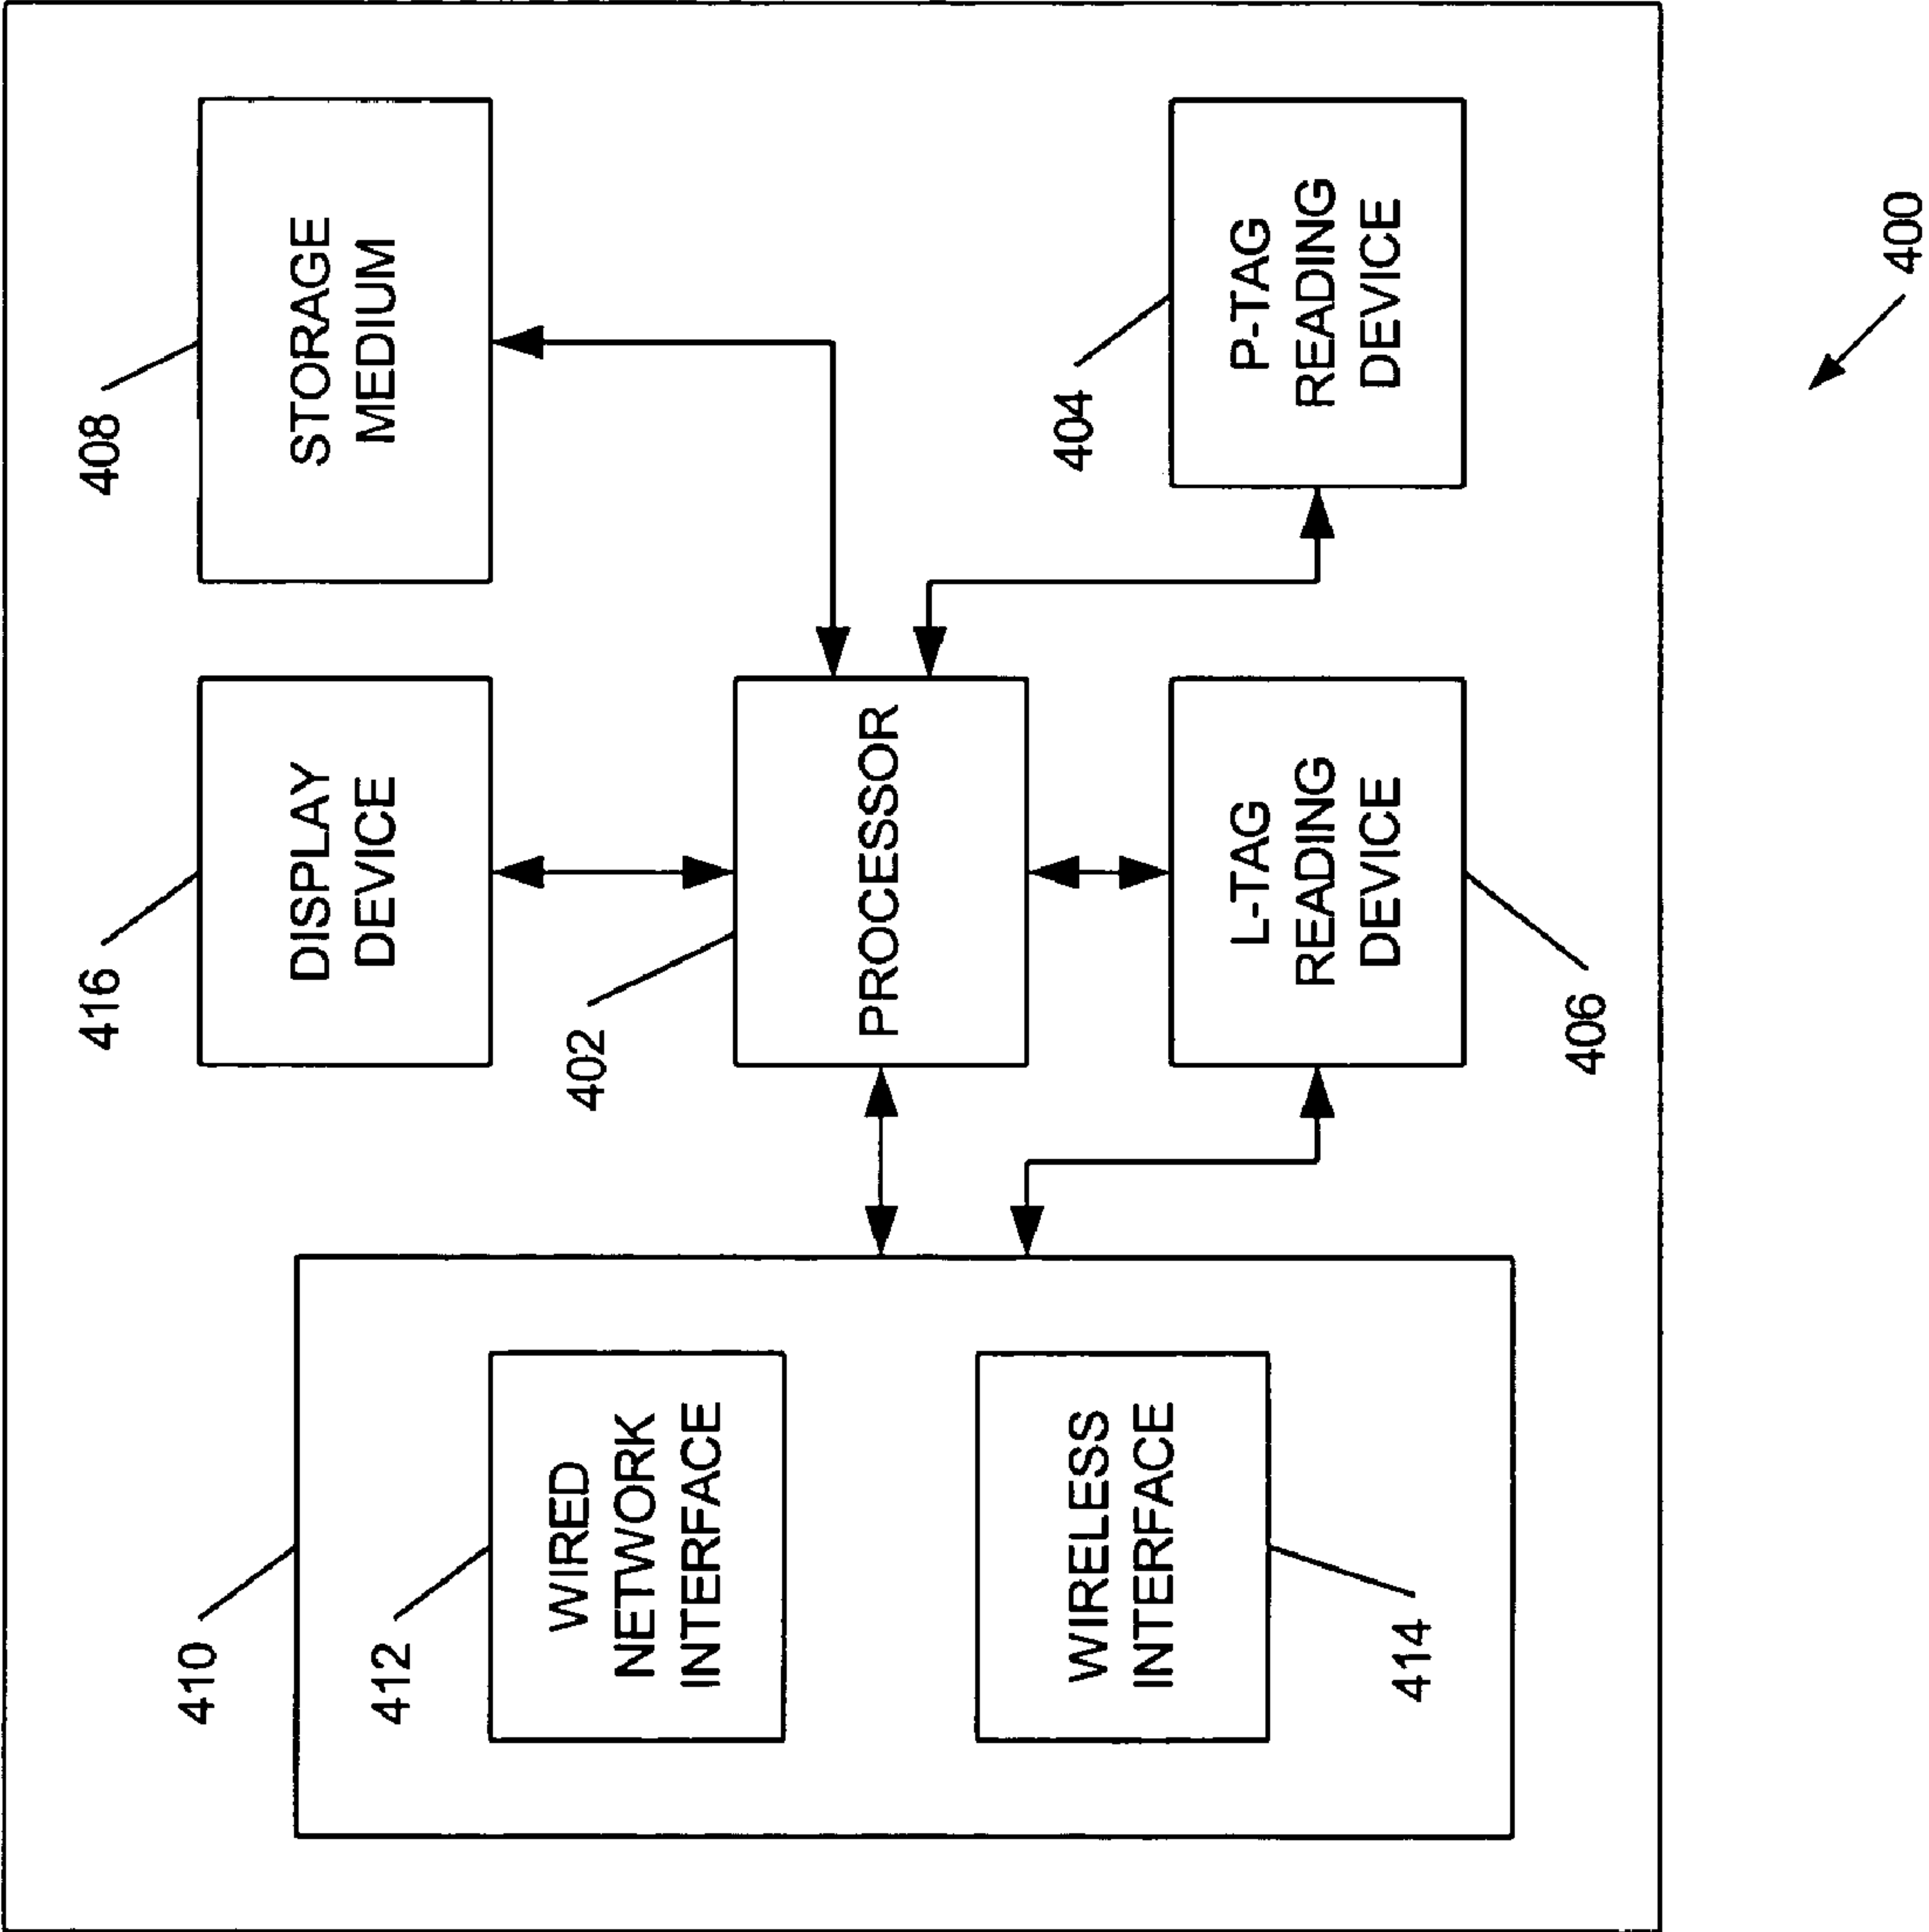 410
412
WIRED
NETWORK
INTERFACE
WIRELESS
INTERFACE
414
416
DISPLAY
DEVICE
402
PROCESSOR
L-TAG
READING
DEVICE
406
408
STORAGE
MEDIUM
404
P-TAG
READING
DEVICE
400